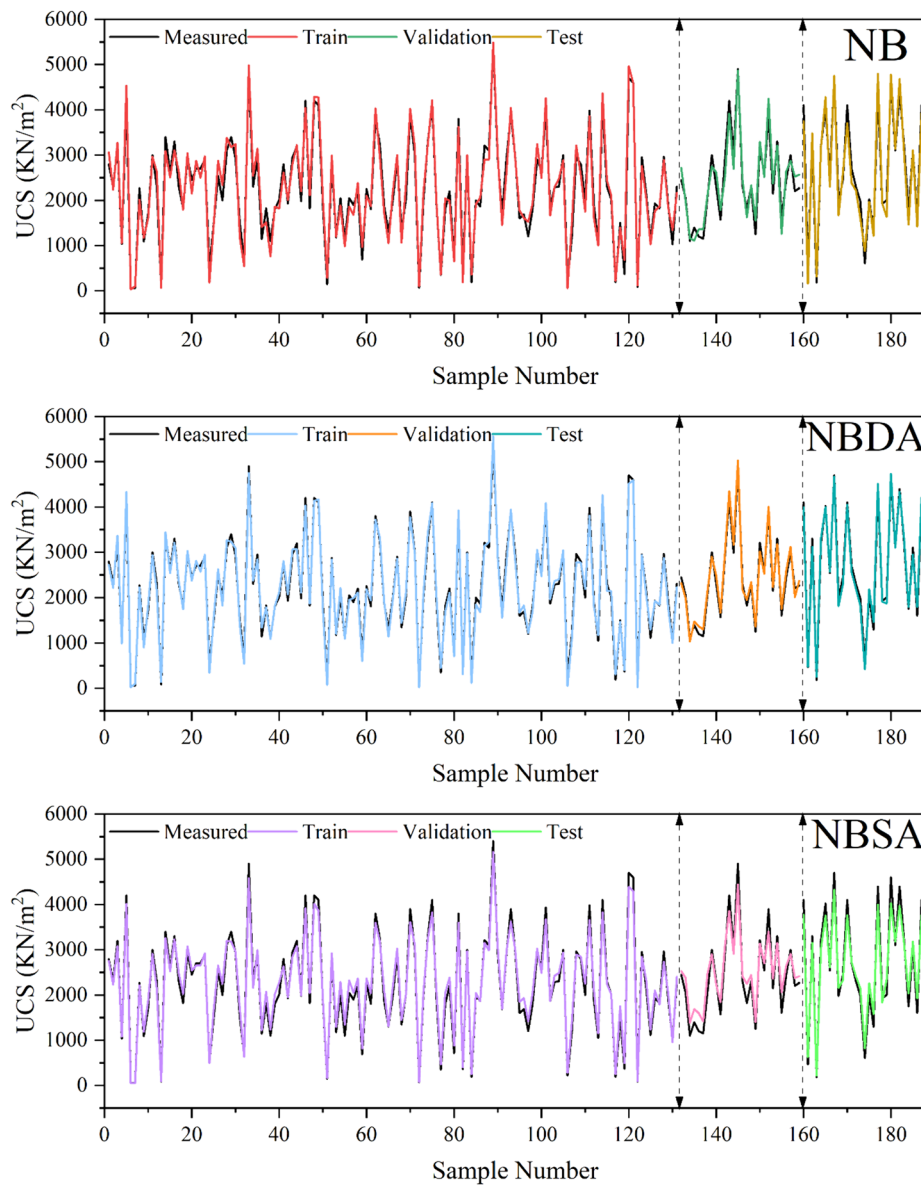 Measured Train Validation Test
NB
UCS (KN/m²)
6000
5000
4000
3000
2000
1000
0
0 20 40 60 80 100 120 140 160 180
Sample Number
Measured Train Validation Test
NBDA
UCS (KN/m²)
6000
5000
4000
3000
2000
1000
0
0 20 40 60 80 100 120 140 160 180
Sample Number
Measured Train Validation Test
NBSA
UCS (KN/m²)
6000
5000
4000
3000
2000
1000
0
0 20 40 60 80 100 120 140 160 180
Sample Number